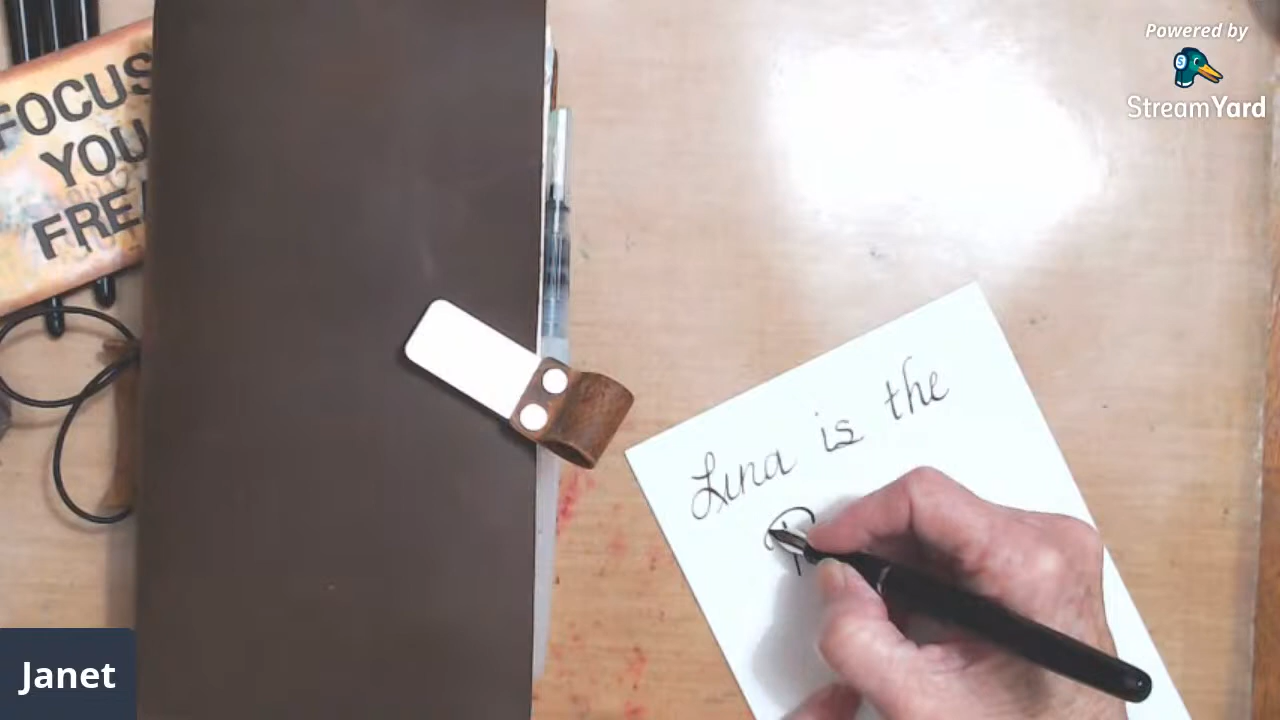 Powered by
StreamYard
FOCUS
YOU
FRE
Lina is the
Janet